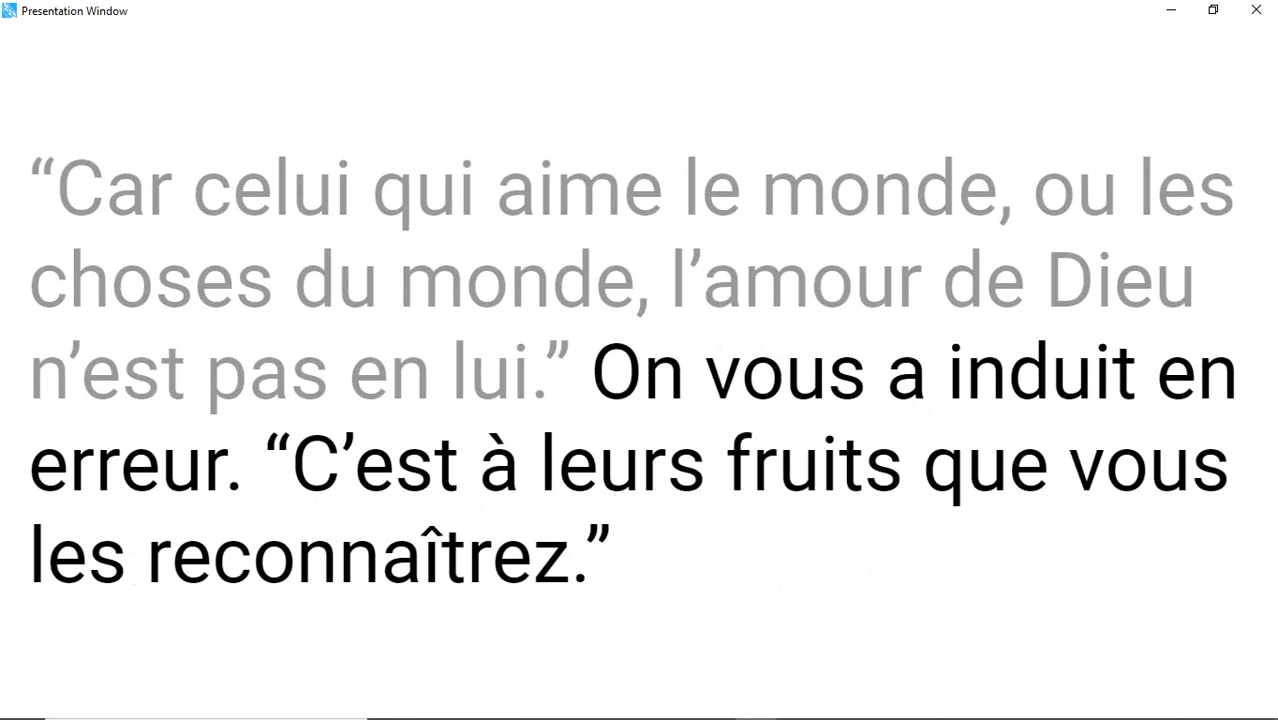 Presentation Window
“Car celui qui aime le monde, ou les
choses du monde, l’amour de Dieu
n’est pas en lui.” On vous a induit en
erreur. “C’est à leurs fruits que vous
les reconnaîtrez.”